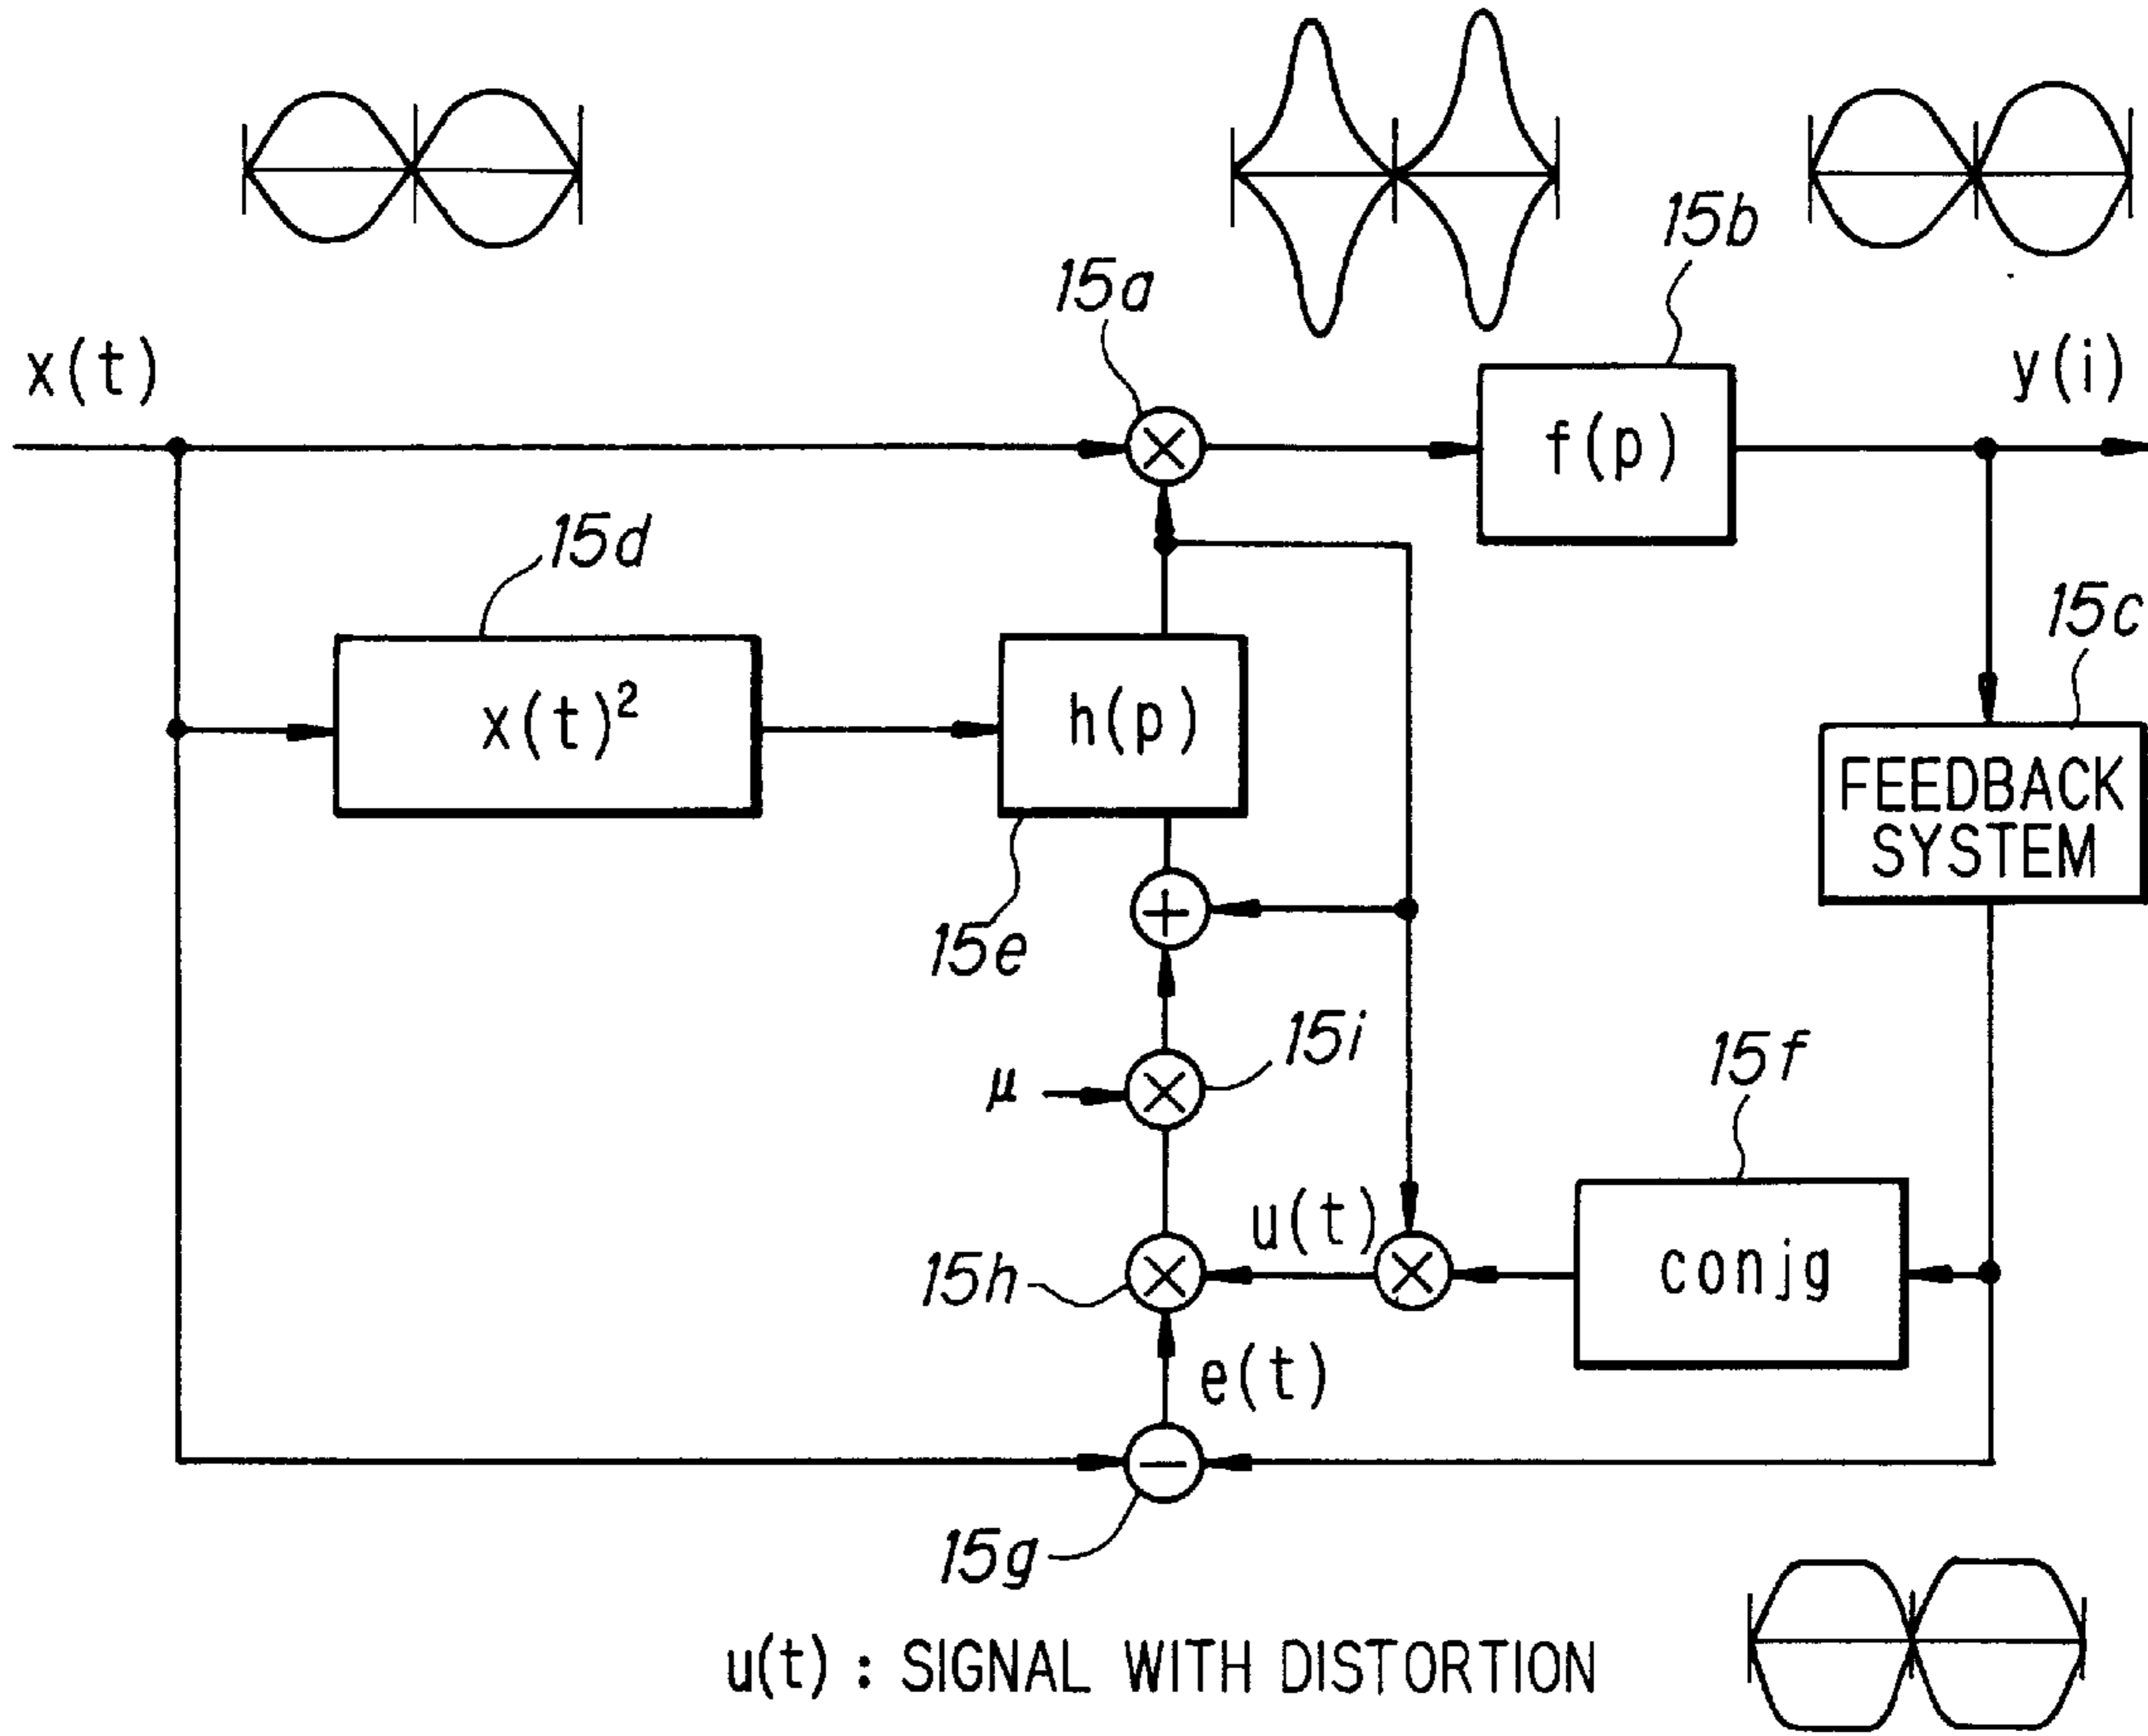 15a
15b
x(t)
y(i)
f(p)
15d
15c
x(t)²
h(p)
FEEDBACK
SYSTEM
15e
15i
15f
μ
u(t)
conjg
15h
e(t)
15g
u(t) : SIGNAL WITH DISTORTION